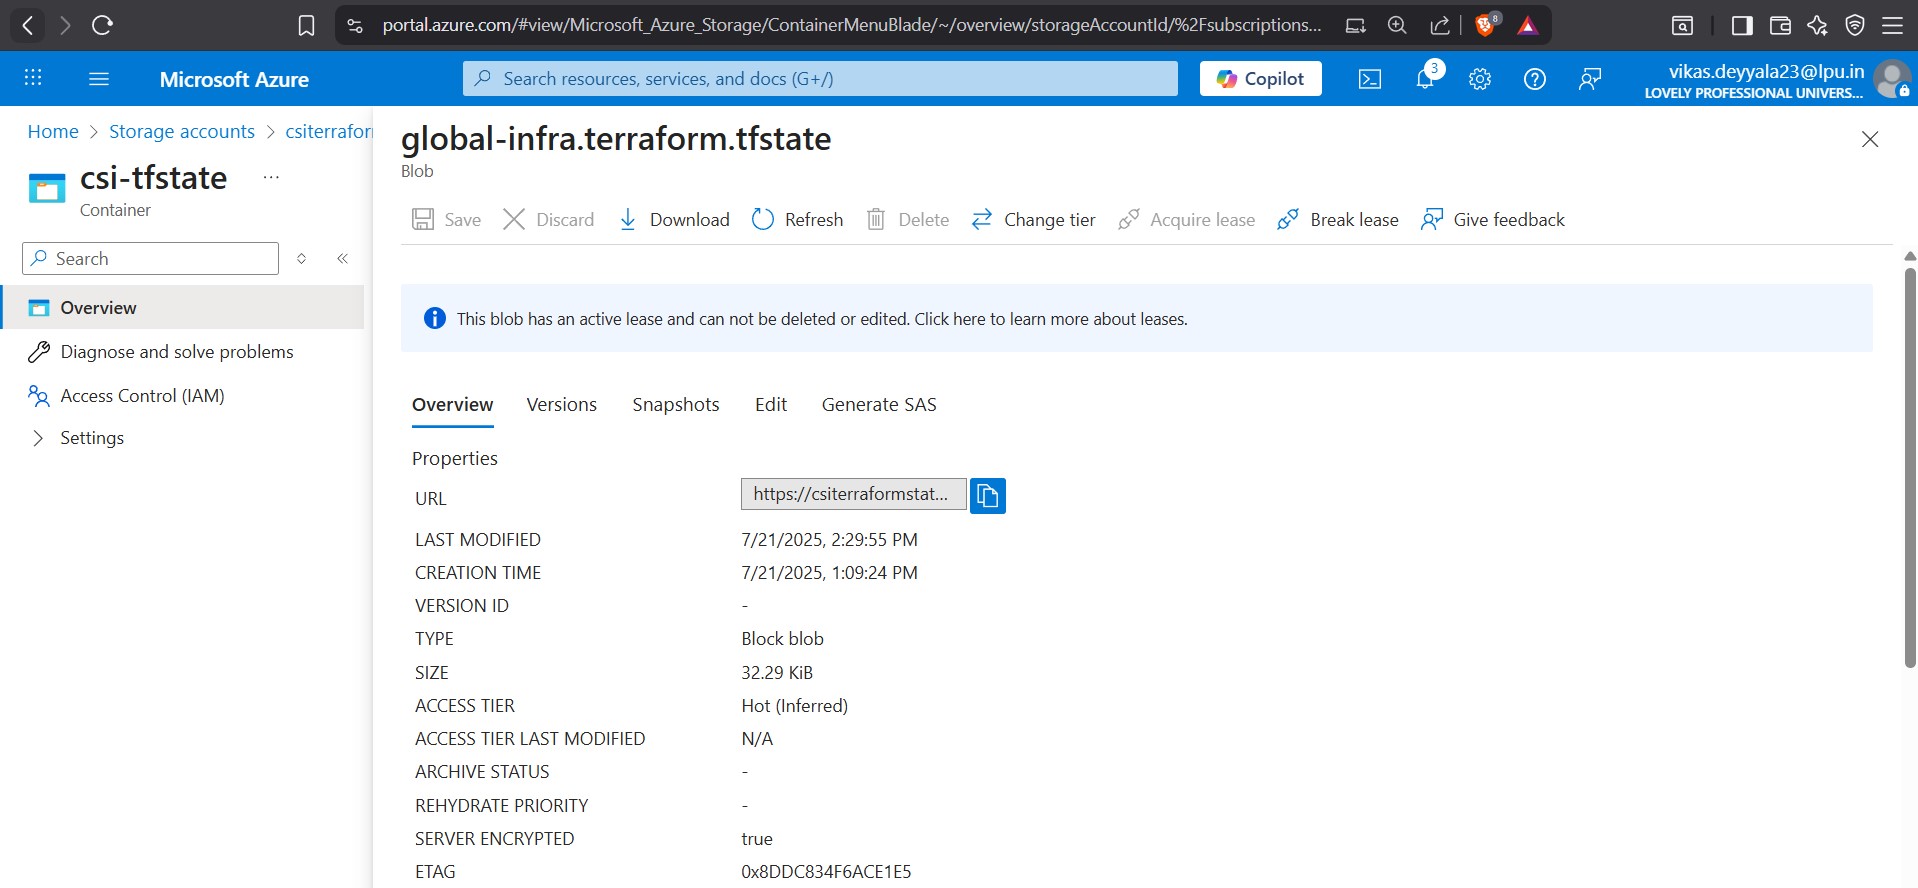 portal.azure.com/#view/Microsoft_Azure_Storage/ContainerMenuBlade/~/overview/storageAccountId/%2Fsubscriptions...
8
Microsoft Azure
Search resources, services, and docs (G+/)
Copilot
3
vikas.deyyala23@lpu.in
LOVELY PROFESSIONAL UNIVERS...
Home > Storage accounts > csiterrafor
csi-tfstate ...
Container
Search
Overview
Diagnose and solve problems
Access Control (IAM)
Settings
global-infra.terraform.tfstate
Blob
Save Discard Download Refresh Delete Change tier Acquire lease Break lease Give feedback
This blob has an active lease and can not be deleted or edited. Click here to learn more about leases.
Overview Versions Snapshots Edit Generate SAS
Properties
URL https://csiterraformstat...
LAST MODIFIED 7/21/2025, 2:29:55 PM
CREATION TIME 7/21/2025, 1:09:24 PM
VERSION ID -
TYPE Block blob
SIZE 32.29 KiB
ACCESS TIER Hot (Inferred)
ACCESS TIER LAST MODIFIED N/A
ARCHIVE STATUS -
REHYDRATE PRIORITY -
SERVER ENCRYPTED true
ETAG 0x8DDC834F6ACE1E5